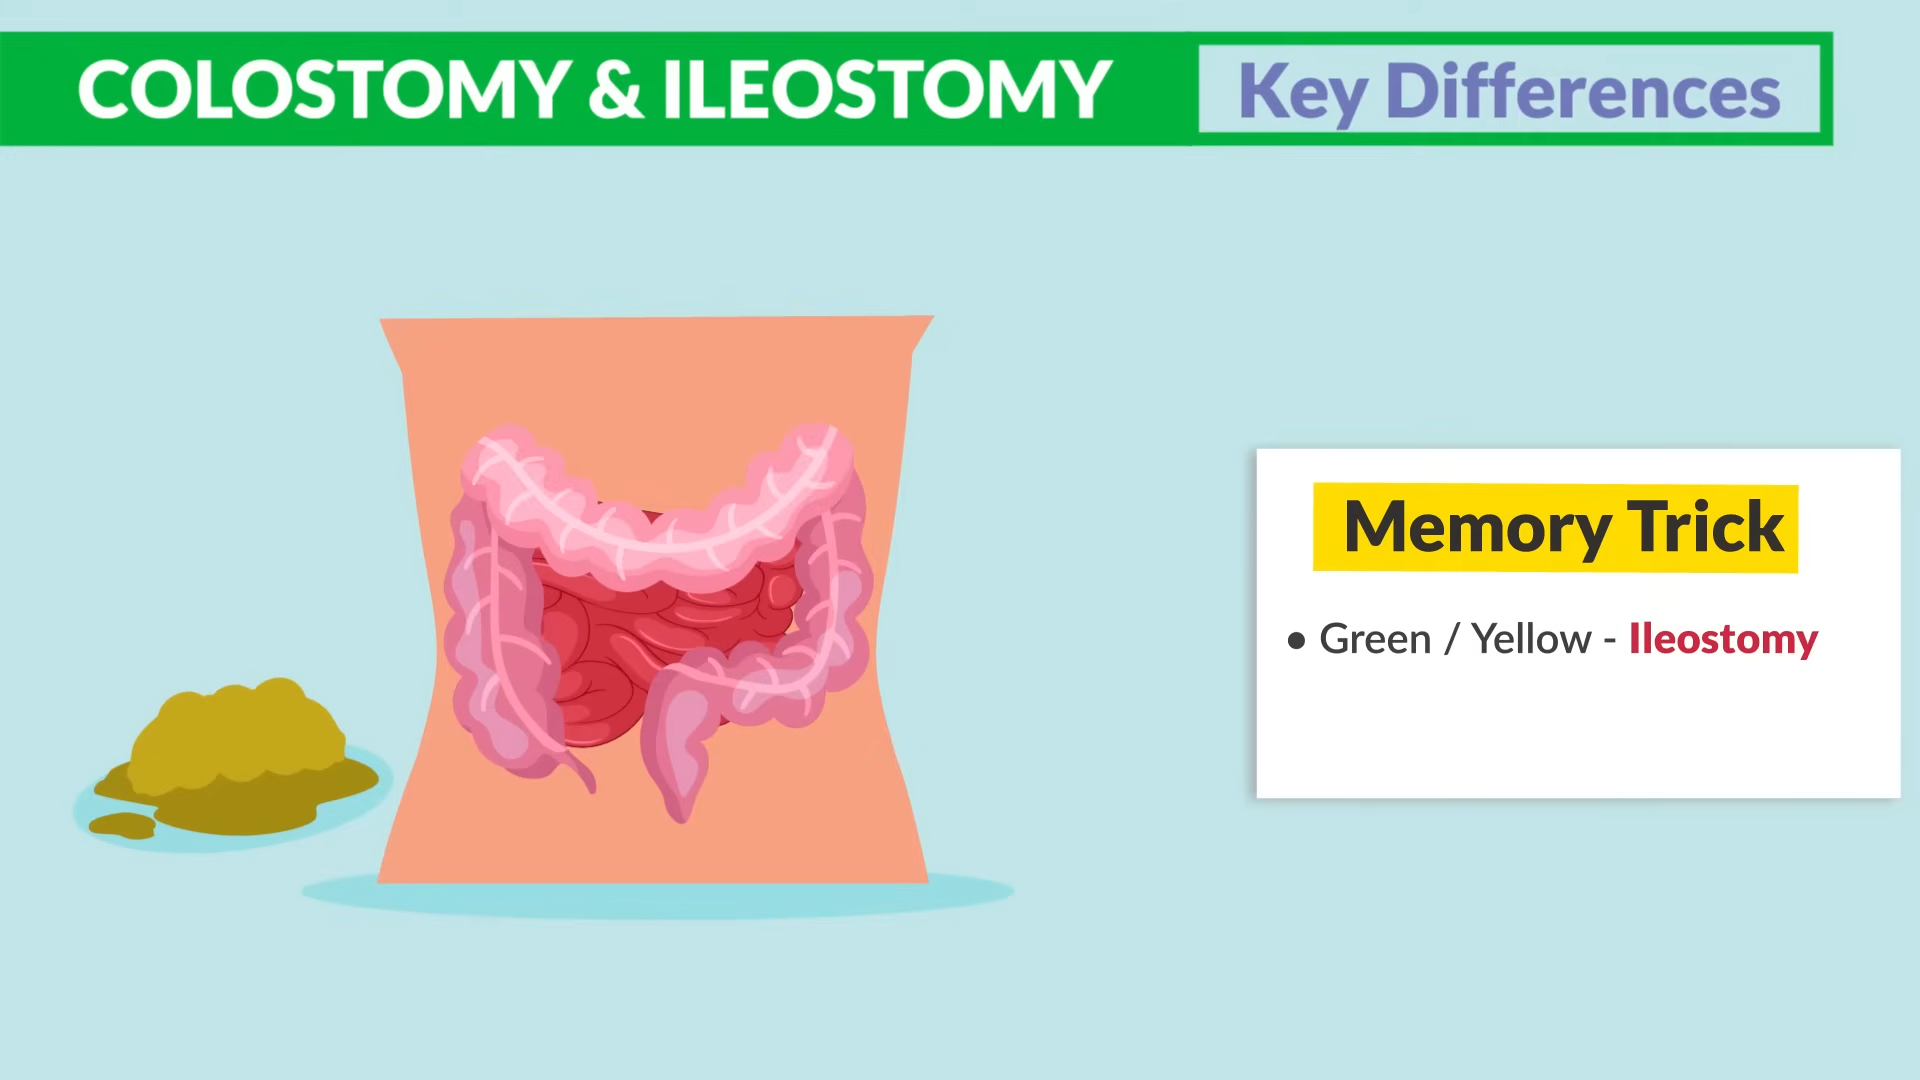 COLOSTOMY & ILEOSTOMY Key Differences
Memory Trick
• Green / Yellow - Ileostomy